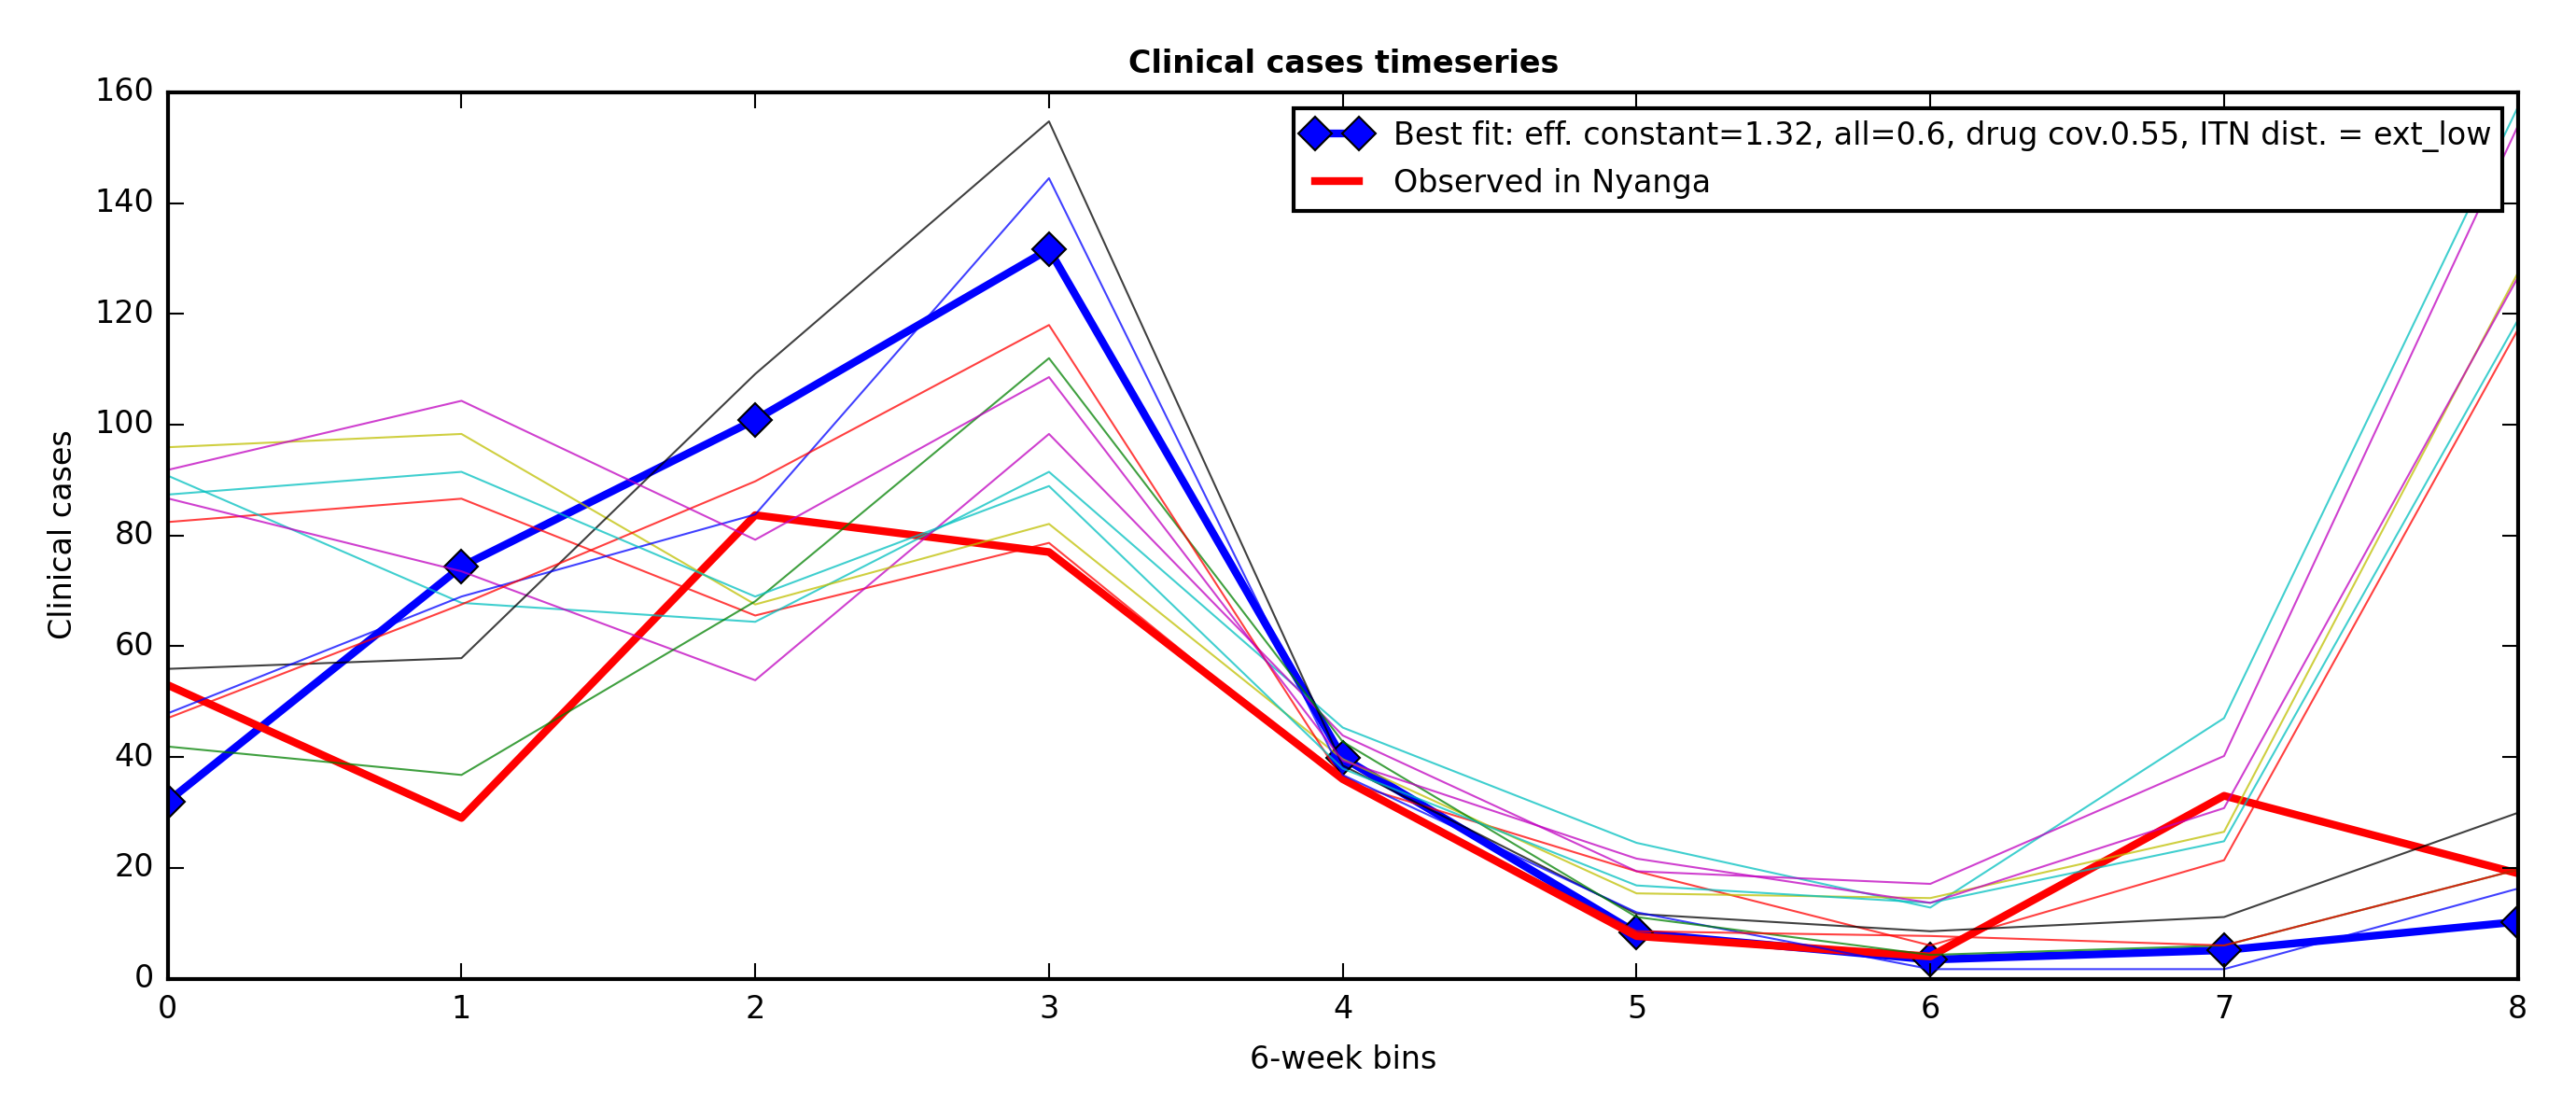 Clinical cases timeseries
160
140
120
100
80
60
40
20
0
Clinical cases
Best fit: eff. constant=1.32, all=0.6, drug cov.0.55, ITN dist. = ext_low
Observed in Nyanga
0 1 2 3 4 5 6 7 8
6-week bins